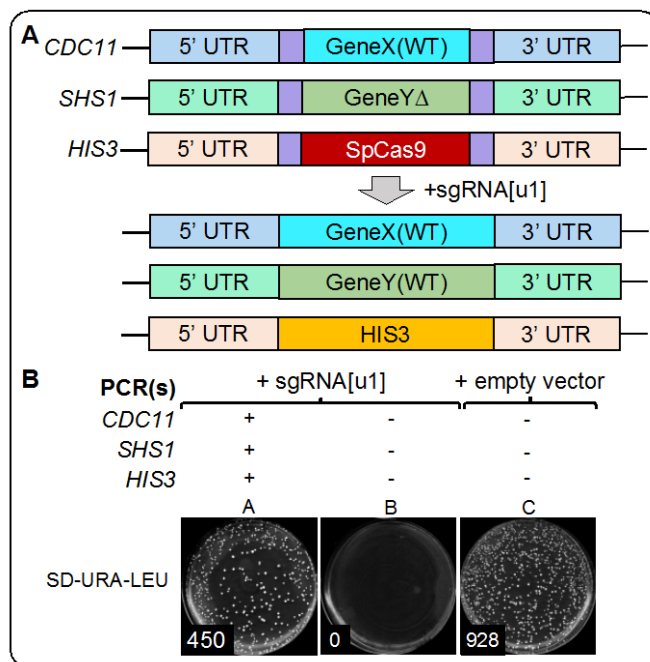 A
CDC11 5' UTR GeneX(WT) 3' UTR
SHS1 5' UTR GeneYΔ 3' UTR
HIS3 5' UTR SpCas9 3' UTR
+sgRNA[u1]
5' UTR GeneX(WT) 3' UTR
5' UTR GeneY(WT) 3' UTR
5' UTR HIS3 3' UTR
B
PCR(s) + sgRNA[u1] + empty vector
CDC11 + - -
SHS1 + - -
HIS3 + - -
A B C
SD-URA-LEU
450 0 928